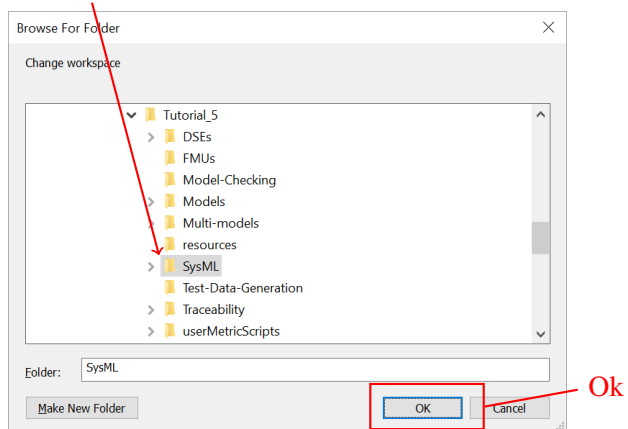 Browse For Folder
Change workspace
Tutorial_5
DSEs
FMUs
Model-Checking
Models
Multi-models
resources
SysML
Test-Data-Generation
Traceability
userMetricScripts
Folder: SysML
Ok
Make New Folder OK Cancel